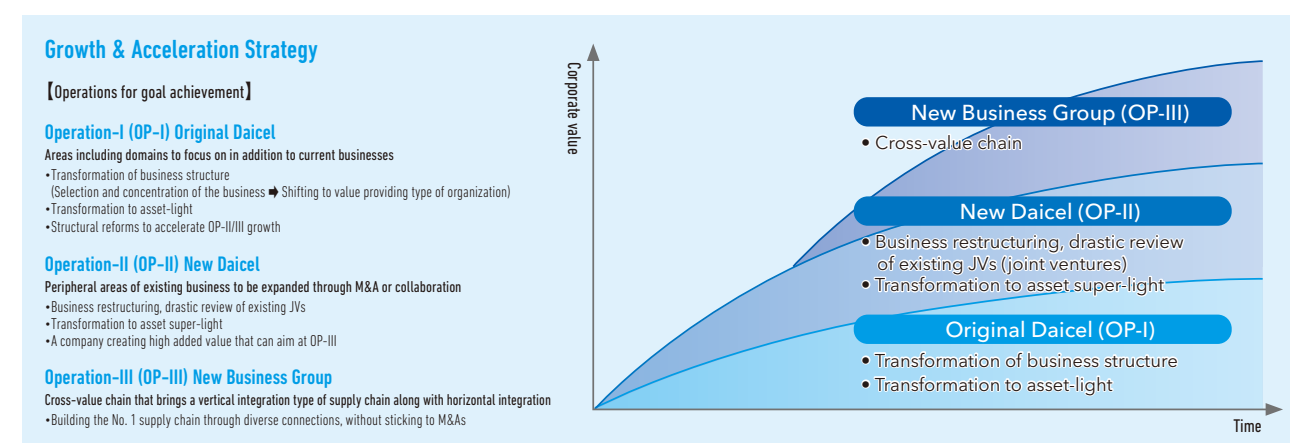 Growth & Acceleration Strategy
【Operations for goal achievement】
Operation-I (OP-I) Original Daicel
Areas including domains to focus on in addition to current businesses
•Transformation of business structure
(Selection and concentration of the business ➡ Shifting to value providing type of organization)
•Transformation to asset-light
•Structural reforms to accelerate OP-II/III growth
Operation-II (OP-II) New Daicel
Peripheral areas of existing business to be expanded through M&A or collaboration
•Business restructuring, drastic review of existing JVs
•Transformation to asset super-light
•A company creating high added value that can aim at OP-III
Operation-III (OP-III) New Business Group
Cross-value chain that brings a vertical integration type of supply chain along with horizontal integration
•Building the No. 1 supply chain through diverse connections, without sticking to M&As
Corporate value
New Business Group (OP-III)
• Cross-value chain
New Daicel (OP-II)
• Business restructuring, drastic review
of existing JVs (joint ventures)
• Transformation to asset super-light
Original Daicel (OP-I)
• Transformation of business structure
• Transformation to asset-light
Time